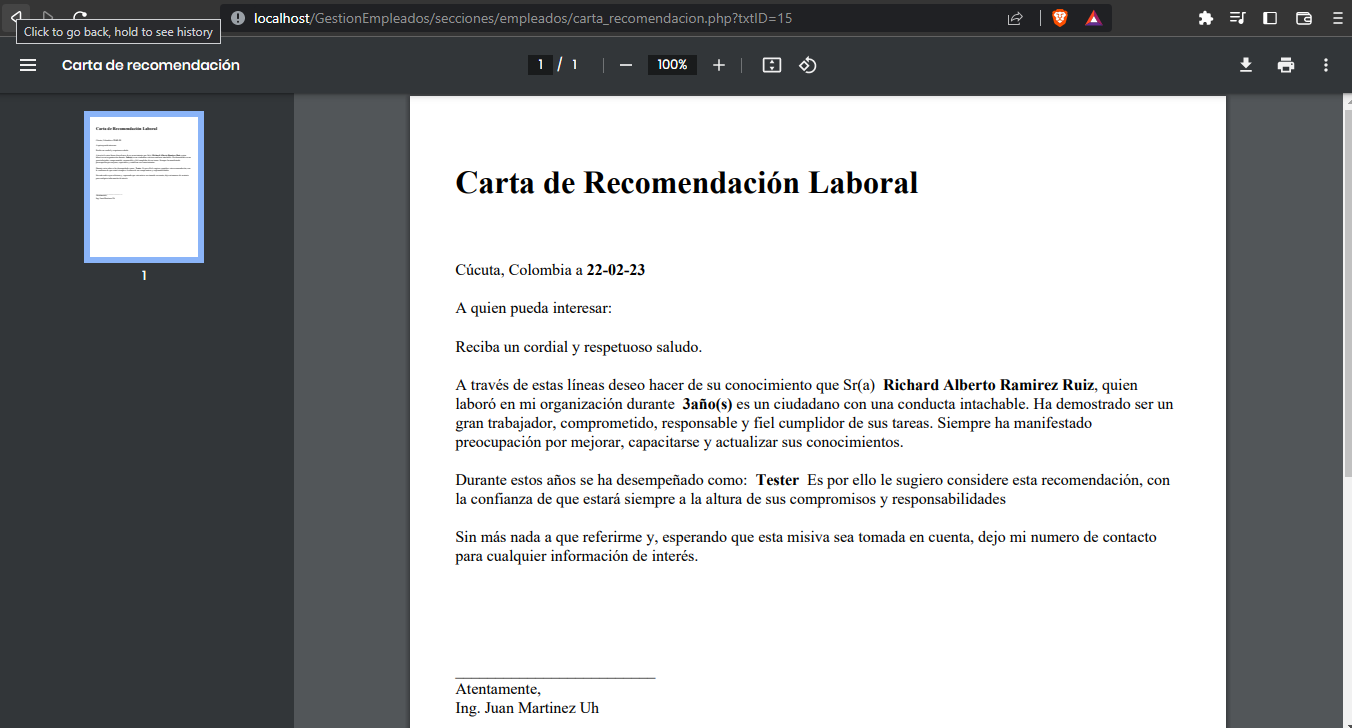 localhost/GestionEmpleados/secciones/empleados/carta_recomendacion.php?txtID=15
Click to go back, hold to see history
Carta de recomendación
1 / 1
100%
1
Carta de Recomendación Laboral
Cúcuta, Colombia a 22-02-23
A quien pueda interesar:
Reciba un cordial y respetuoso saludo.
A través de estas líneas deseo hacer de su conocimiento que Sr(a) Richard Alberto Ramirez Ruiz, quien
laboró en mi organización durante 3año(s) es un ciudadano con una conducta intachable. Ha demostrado ser un
gran trabajador, comprometido, responsable y fiel cumplidor de sus tareas. Siempre ha manifestado
preocupación por mejorar, capacitarse y actualizar sus conocimientos.
Durante estos años se ha desempeñado como: Tester Es por ello le sugiero considere esta recomendación, con
la confianza de que estará siempre a la altura de sus compromisos y responsabilidades
Sin más nada a que referirme y, esperando que esta misiva sea tomada en cuenta, dejo mi numero de contacto
para cualquier información de interés.
Atentamente,
Ing. Juan Martinez Uh